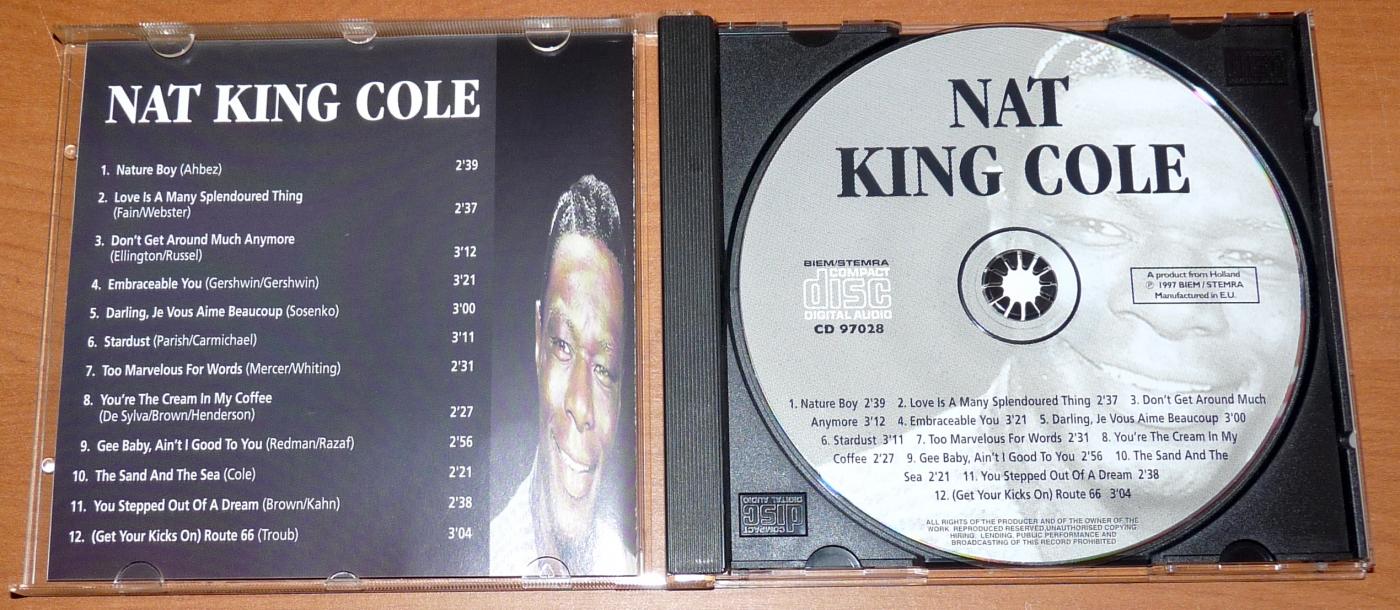 NAT KING COLE
1. Nature Boy (Ahbez) 2'39
2. Love Is A Many Splendoured Thing
(Fain/Webster) 2'37
3. Don't Get Around Much Anymore
(Ellington/Russel) 3'12
4. Embraceable You (Gershwin/Gershwin) 3'21
5. Darling, Je Vous Aime Beaucoup (Sosenko) 3'00
6. Stardust (Parish/Carmichael) 3'11
7. Too Marvelous For Words (Mercer/Whiting) 2'31
8. You're The Cream In My Coffee
(De Sylva/Brown/Henderson) 2'27
9. Gee Baby, Ain't I Good To You (Redman/Razaf) 2'56
10. The Sand And The Sea (Cole) 2'21
11. You Stepped Out Of A Dream (Brown/Kahn) 2'38
12. (Get Your Kicks On) Route 66 (Troub) 3'04
NAT
KING COLE
BIEM/STEMRA
COMPACT
disc
DIGITAL AUDIO
CD 97028
A product from Holland
℗ 1997 BIEM / STEMRA
Manufactured in E.U.
1. Nature Boy 2'39 2. Love Is A Many Splendoured Thing 2'37 3. Don't Get Around Much
Anymore 3'12 4. Embraceable You 3'21 5. Darling, Je Vous Aime Beaucoup 3'00
6. Stardust 3'11 7. Too Marvelous For Words 2'31 8. You're The Cream In My
Coffee 2'27 9. Gee Baby, Ain't I Good To You 2'56 10. The Sand And The
Sea 2'21 11. You Stepped Out Of A Dream 2'38
12. (Get Your Kicks On) Route 66 3'04
ALL RIGHTS OF THE PRODUCER AND OF THE OWNER OF THE
WORK REPRODUCED RESERVED,UNAUTHORISED COPYING
HIRING, LENDING, PUBLIC PERFORMANCE AND
BROADCASTING OF THIS RECORD PROHIBITED
COMPACT
disc
DIGITAL AUDIO